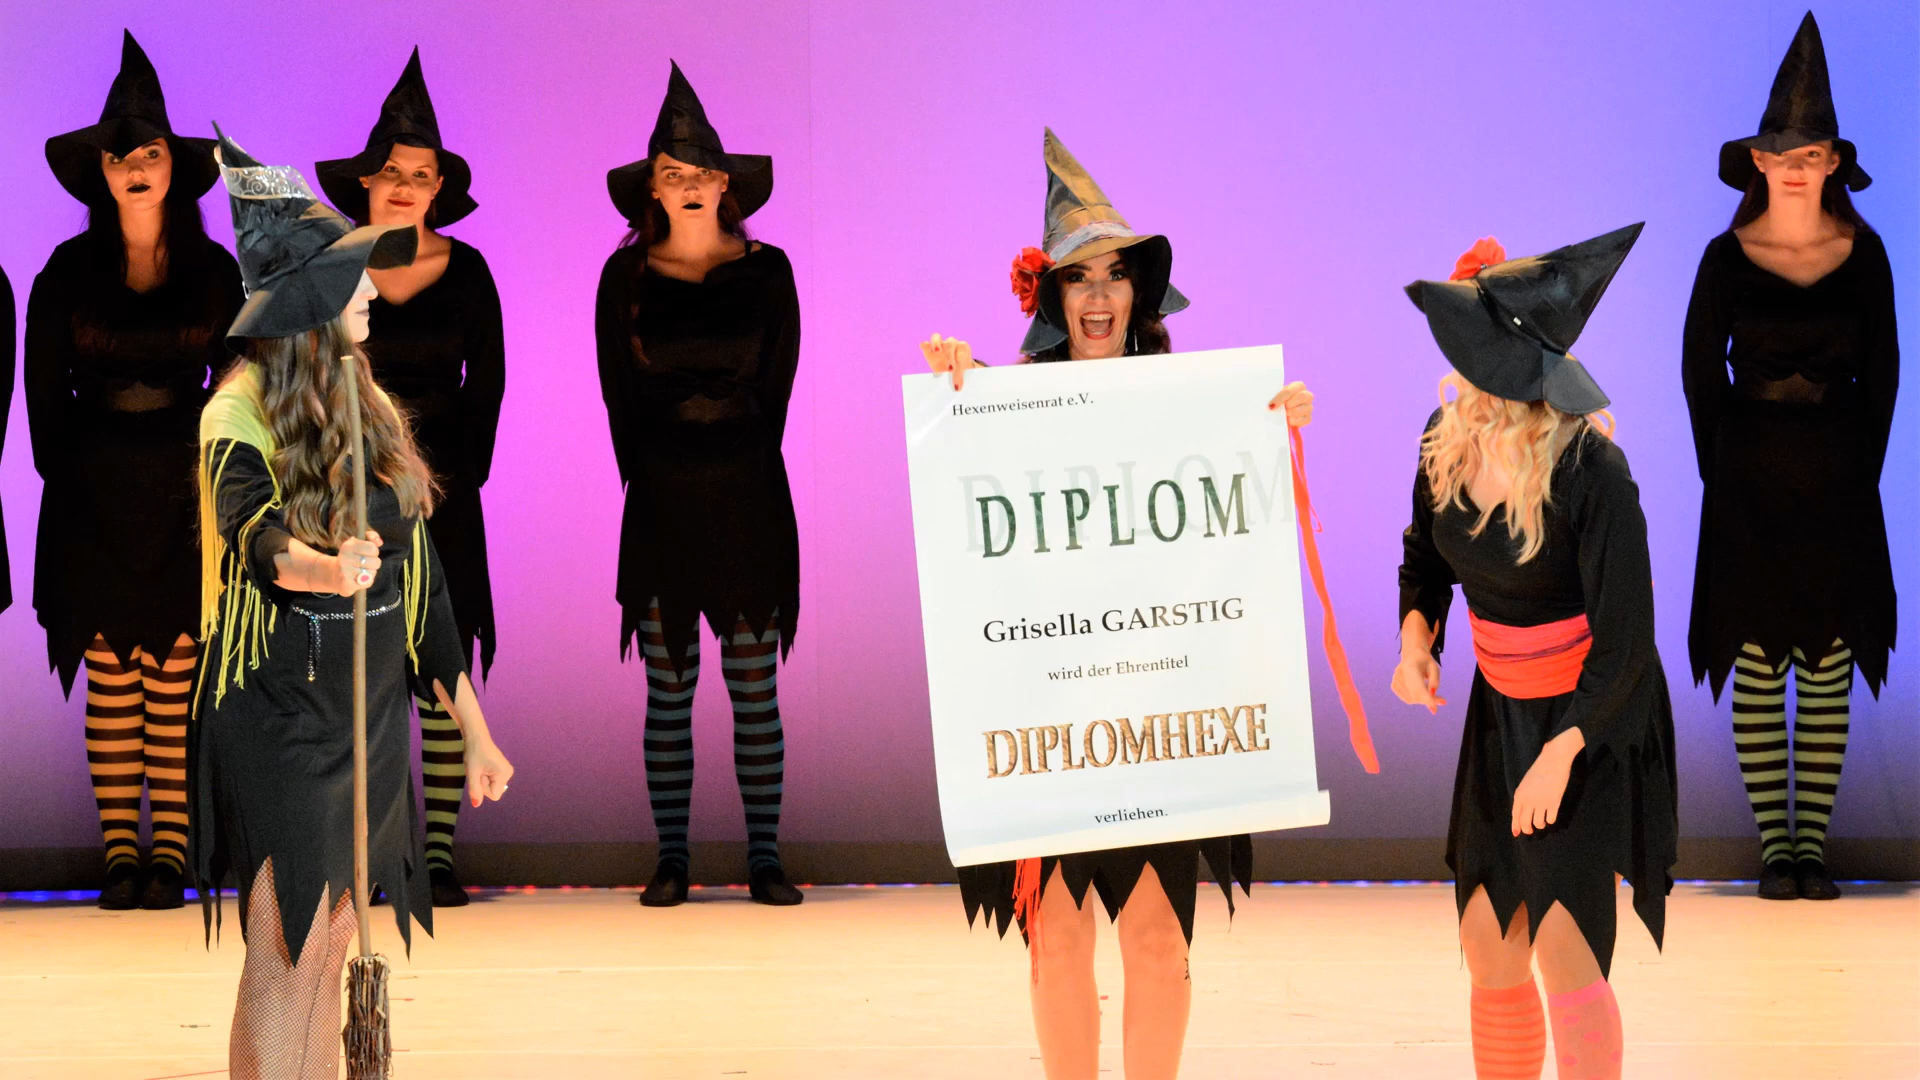 Hexenweisenrat e.V.
DIPLOM
Grisella GARSTIG
wird der Ehrentitel
DIPLOMHEXE
verliehen.